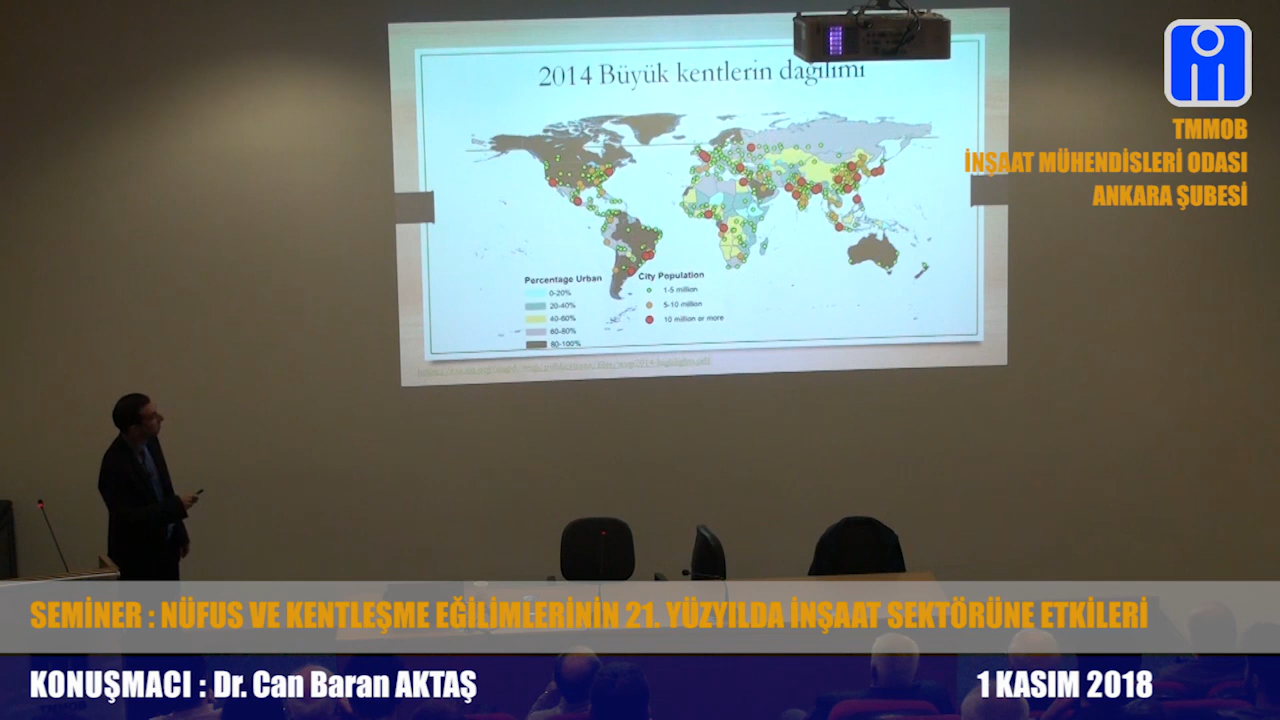 2014 Büyük kentlerin dağılımı
Percentage Urban
0-20%
20-40%
40-60%
60-80%
80-100%
City Population
1-5 million
5-10 million
10 million or more
TMMOB
İNŞAAT MÜHENDİSLERİ ODASI
ANKARA ŞUBESİ
SEMİNER : NÜFUS VE KENTLEŞME EĞİLİMLERİNİN 21. YÜZYILDA İNŞAAT SEKTÖRÜNE ETKİLERİ
KONUŞMACI : Dr. Can Baran AKTAŞ
1 KASIM 2018